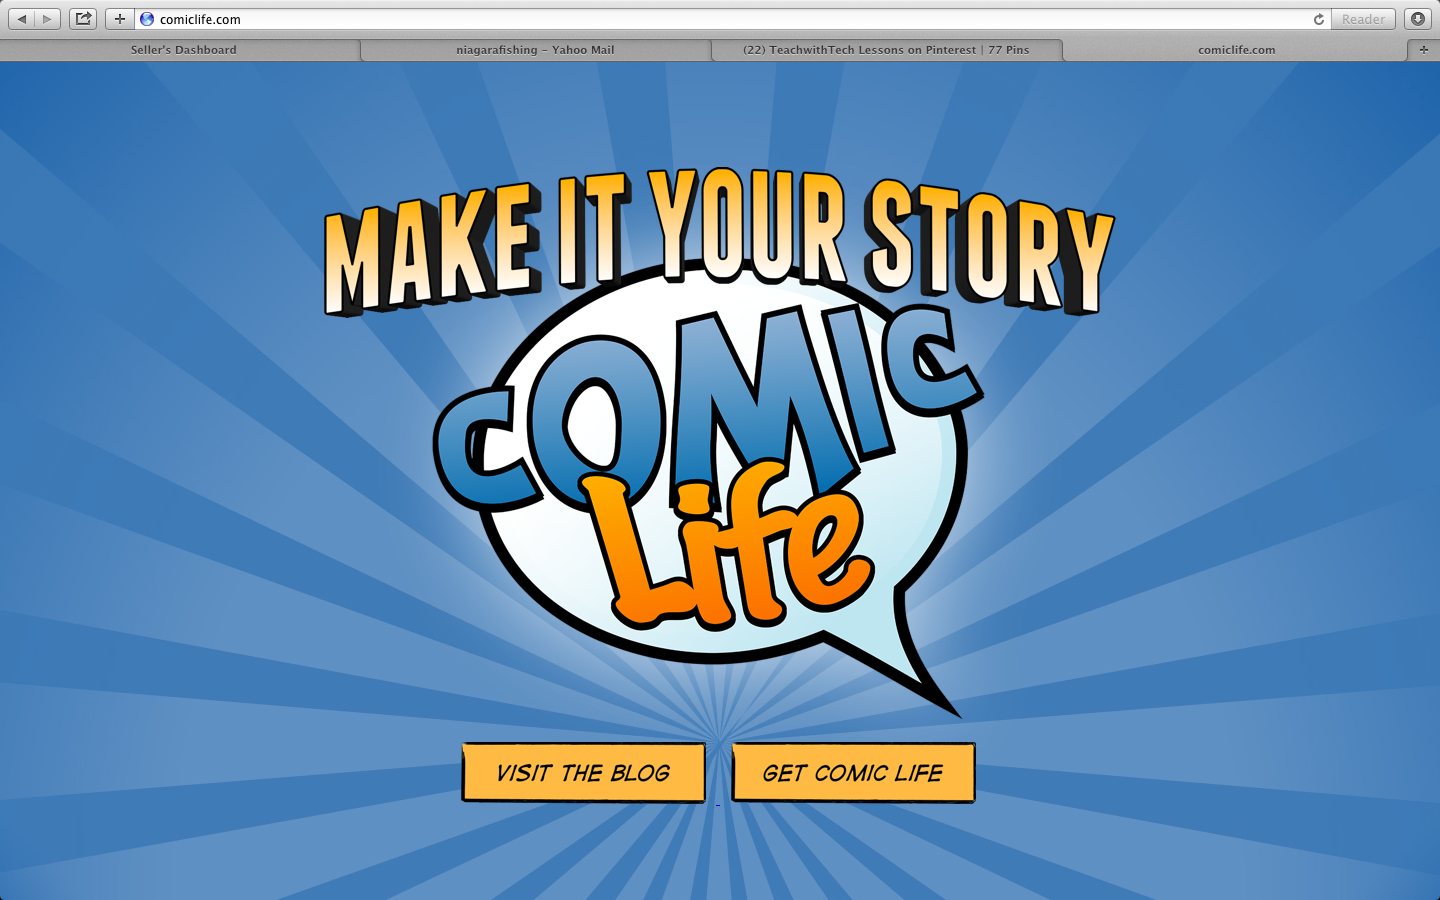 comiclife.com
Reader
Seller's Dashboard
niagarafishing – Yahoo Mail
(22) TeachwithTech Lessons on Pinterest | 77 Pins
comiclife.com
MAKE IT YOUR STORY
COMIC
Life
VISIT THE BLOG
GET COMIC LIFE